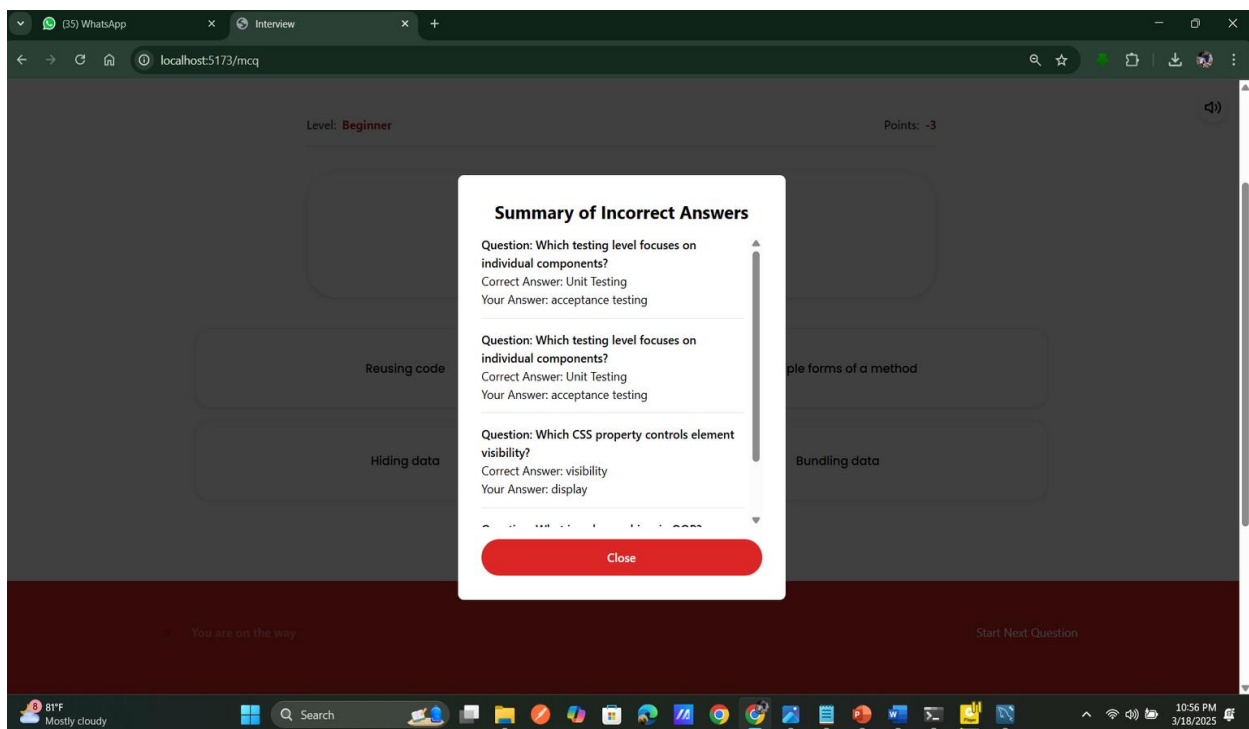 (35) WhatsApp
Interview
localhost:5173/mcq
Level: Beginner
Points: -3
Summary of Incorrect Answers
Question: Which testing level focuses on
individual components?
Correct Answer: Unit Testing
Your Answer: acceptance testing
Question: Which testing level focuses on
individual components?
Correct Answer: Unit Testing
Your Answer: acceptance testing
Question: Which CSS property controls element
visibility?
Correct Answer: visibility
Your Answer: display
Reusing code
ple forms of a method
Hiding data
Bundling data
Close
You are on the way
Start Next Question
8
81°F
Mostly cloudy
Search
10:56 PM
3/18/2025